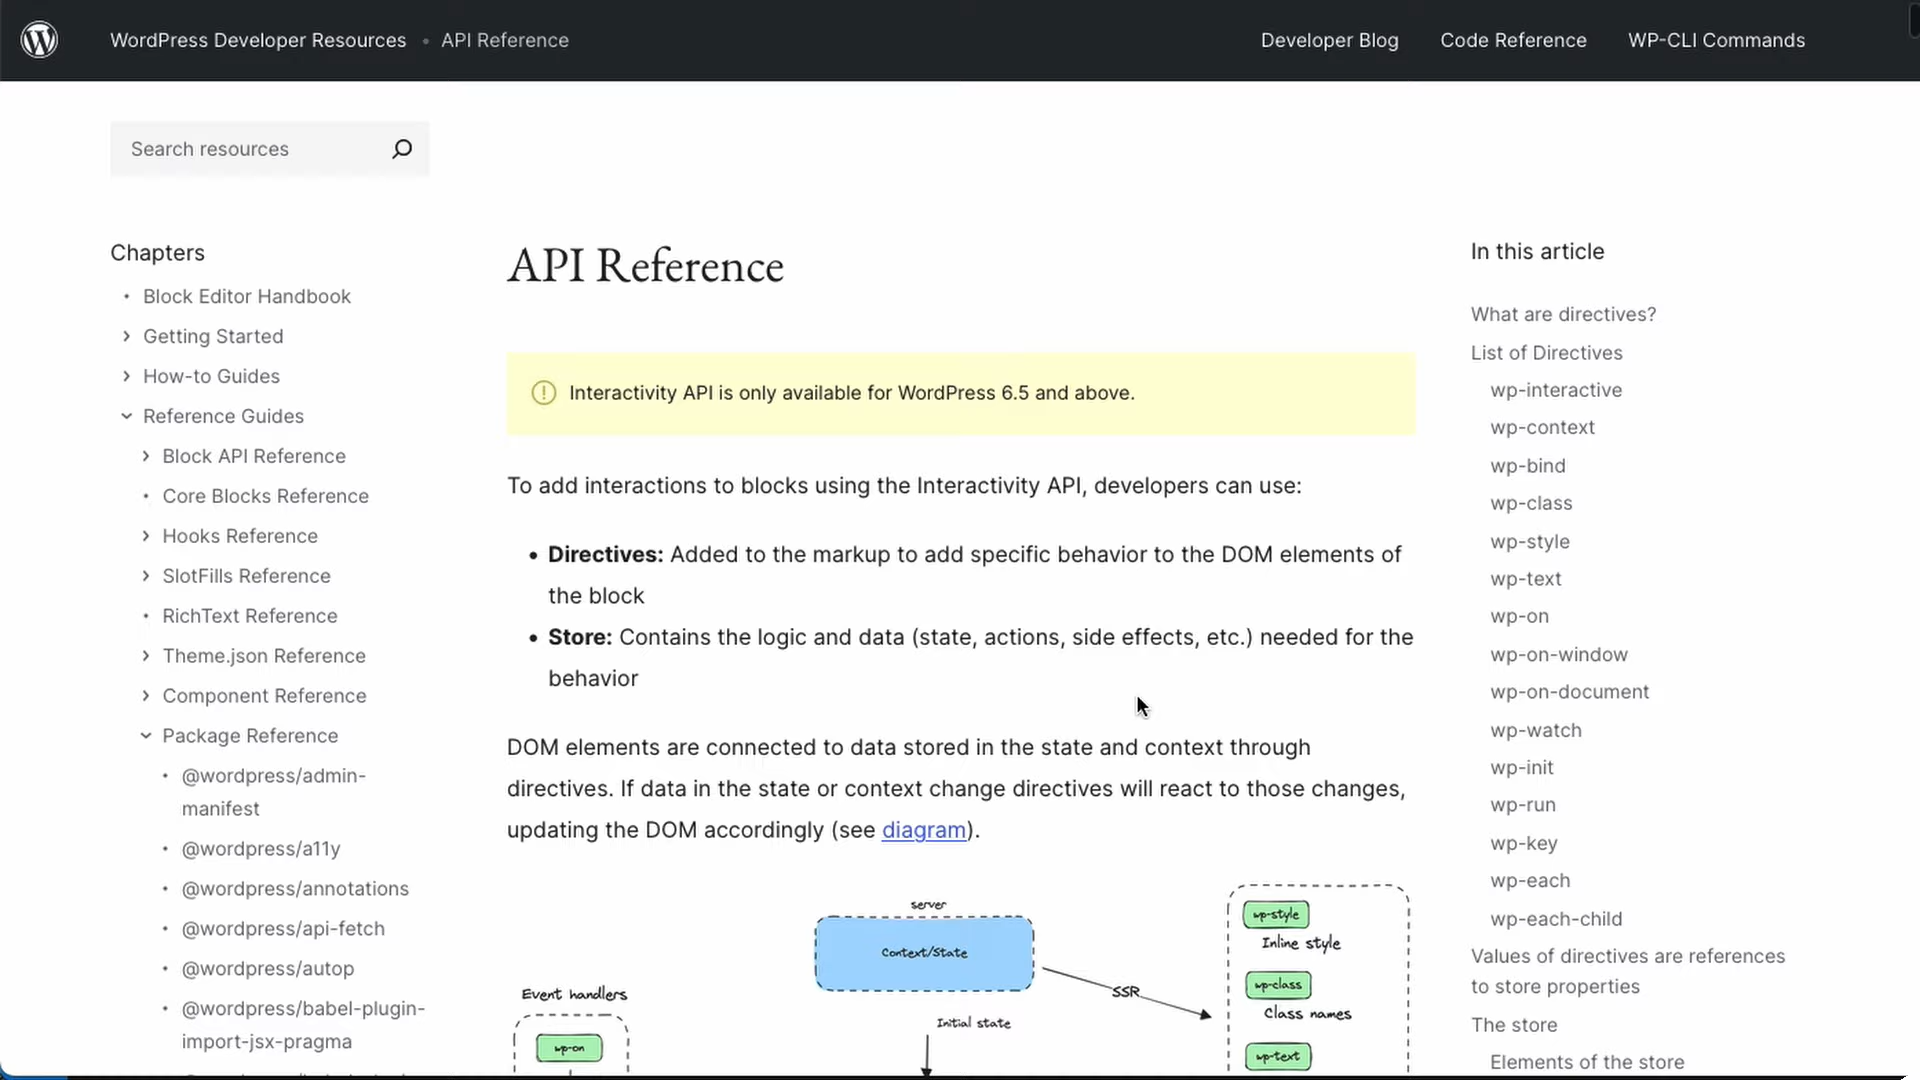 WordPress Developer Resources • API Reference
Developer Blog
Code Reference
WP-CLI Commands
Search resources
Chapters
Block Editor Handbook
Getting Started
How-to Guides
Reference Guides
Block API Reference
Core Blocks Reference
Hooks Reference
SlotFills Reference
RichText Reference
Theme.json Reference
Component Reference
Package Reference
@wordpress/admin-
manifest
@wordpress/a11y
@wordpress/annotations
@wordpress/api-fetch
@wordpress/autop
@wordpress/babel-plugin-
import-jsx-pragma
API Reference
Interactivity API is only available for WordPress 6.5 and above.
To add interactions to blocks using the Interactivity API, developers can use:
• Directives: Added to the markup to add specific behavior to the DOM elements of
the block
• Store: Contains the logic and data (state, actions, side effects, etc.) needed for the
behavior
DOM elements are connected to data stored in the state and context through
directives. If data in the state or context change directives will react to those changes,
updating the DOM accordingly (see diagram).
server
Context/State
Event handlers
wp-on
Initial state
SSR
wp-style
Inline style
wp-class
Class names
wp-text
In this article
What are directives?
List of Directives
wp-interactive
wp-context
wp-bind
wp-class
wp-style
wp-text
wp-on
wp-on-window
wp-on-document
wp-watch
wp-init
wp-run
wp-key
wp-each
wp-each-child
Values of directives are references
to store properties
The store
Elements of the store